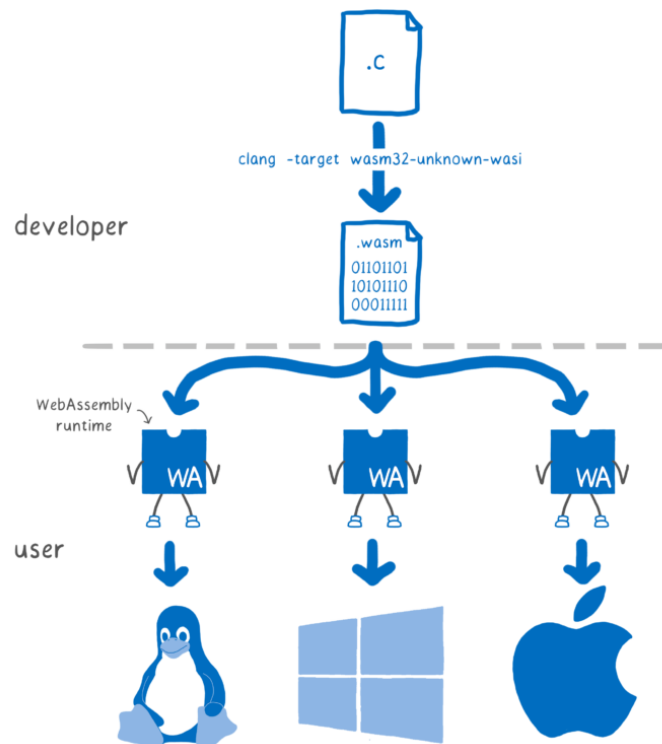 .c
clang -target wasm32-unknown-wasi
developer
.wasm
01101101
10101110
00011111
WebAssembly
runtime
WA
WA
WA
user